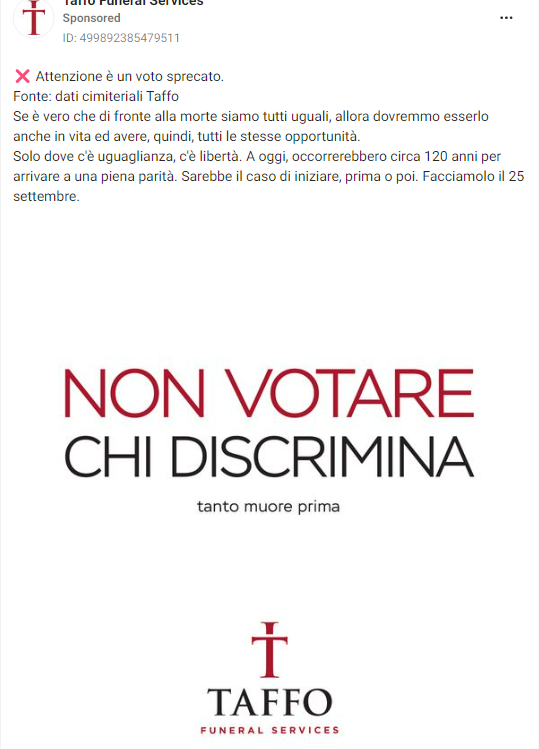 Taffo Funeral Services
Sponsored
ID: 499892385479511
❌ Attenzione è un voto sprecato.
Fonte: dati cimiteriali Taffo
Se è vero che di fronte alla morte siamo tutti uguali, allora dovremmo esserlo
anche in vita ed avere, quindi, tutti le stesse opportunità.
Solo dove c'è uguaglianza, c'è libertà. A oggi, occorrerebbero circa 120 anni per
arrivare a una piena parità. Sarebbe il caso di iniziare, prima o poi. Facciamolo il 25
settembre.
NON VOTARE
CHI DISCRIMINA
tanto muore prima
TAFFO
FUNERAL SERVICES